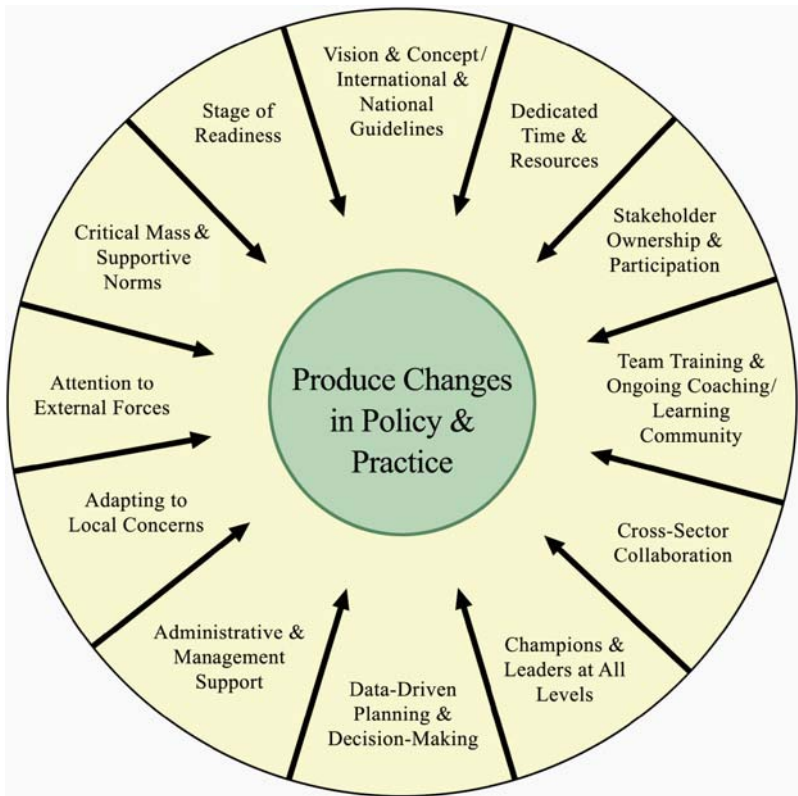 Vision & Concept/
International &
National
Guidelines
Dedicated
Time &
Resources
Stakeholder
Ownership &
Participation
Team Training &
Ongoing Coaching/
Learning
Community
Cross-Sector
Collaboration
Champions &
Leaders at All
Levels
Data-Driven
Planning &
Decision-Making
Administrative &
Management
Support
Adapting to
Local Concerns
Attention to
External Forces
Critical Mass &
Supportive
Norms
Stage of
Readiness
Produce Changes
in Policy &
Practice